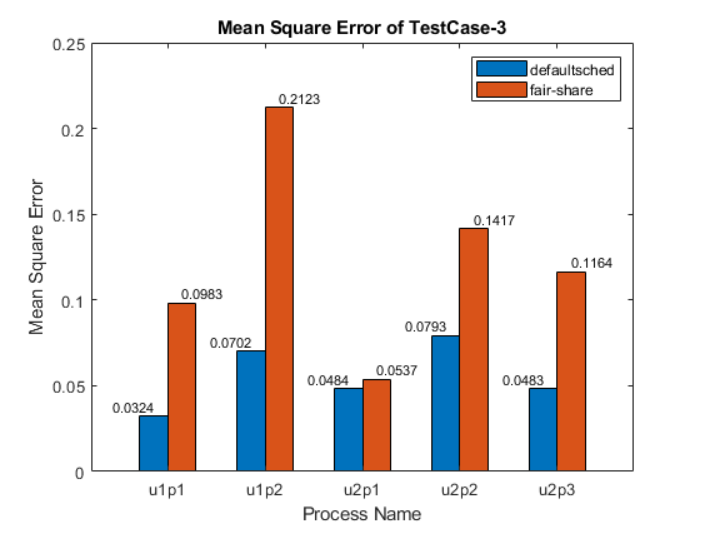 Mean Square Error of TestCase-3
defaultsched
fair-share
Mean Square Error
0.25
0.2
0.15
0.1
0.05
0
0.0324
0.0983
0.0702
0.2123
0.0484
0.0537
0.0793
0.1417
0.0483
0.1164
u1p1
u1p2
u2p1
u2p2
u2p3
Process Name